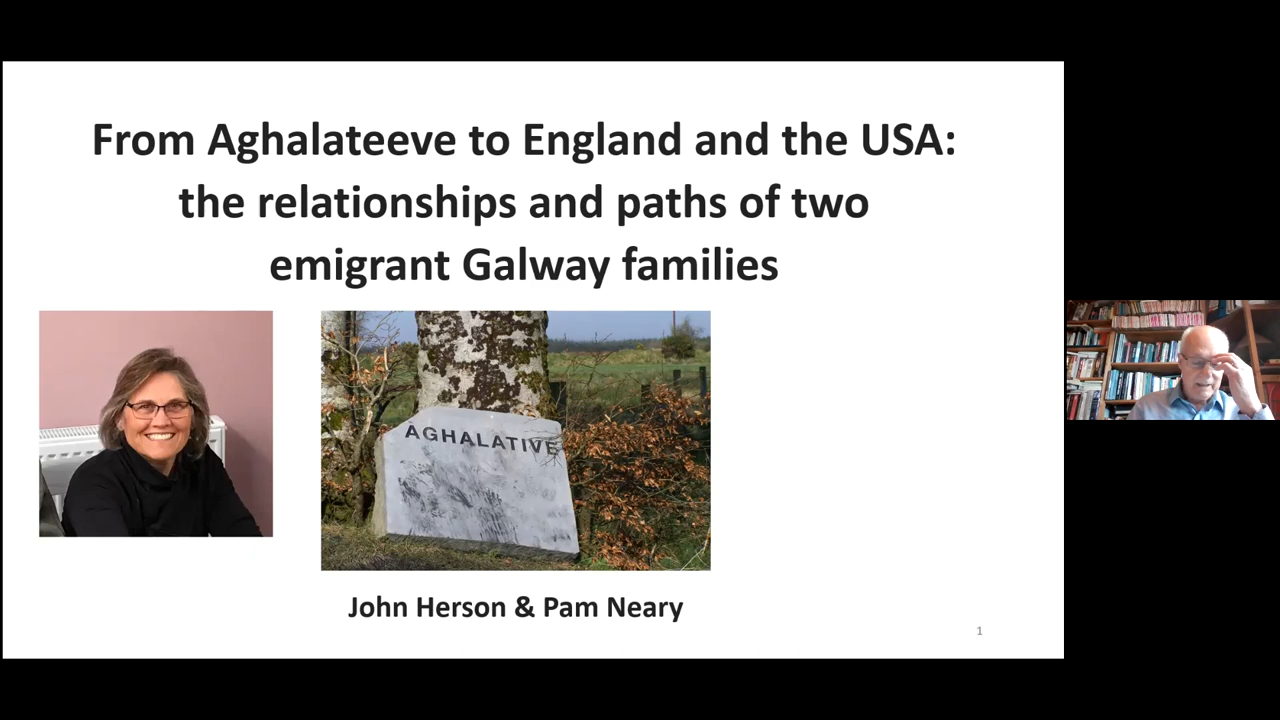 From Aghalateeve to England and the USA:
the relationships and paths of two
emigrant Galway families
AGHALATIVE
John Herson & Pam Neary
1